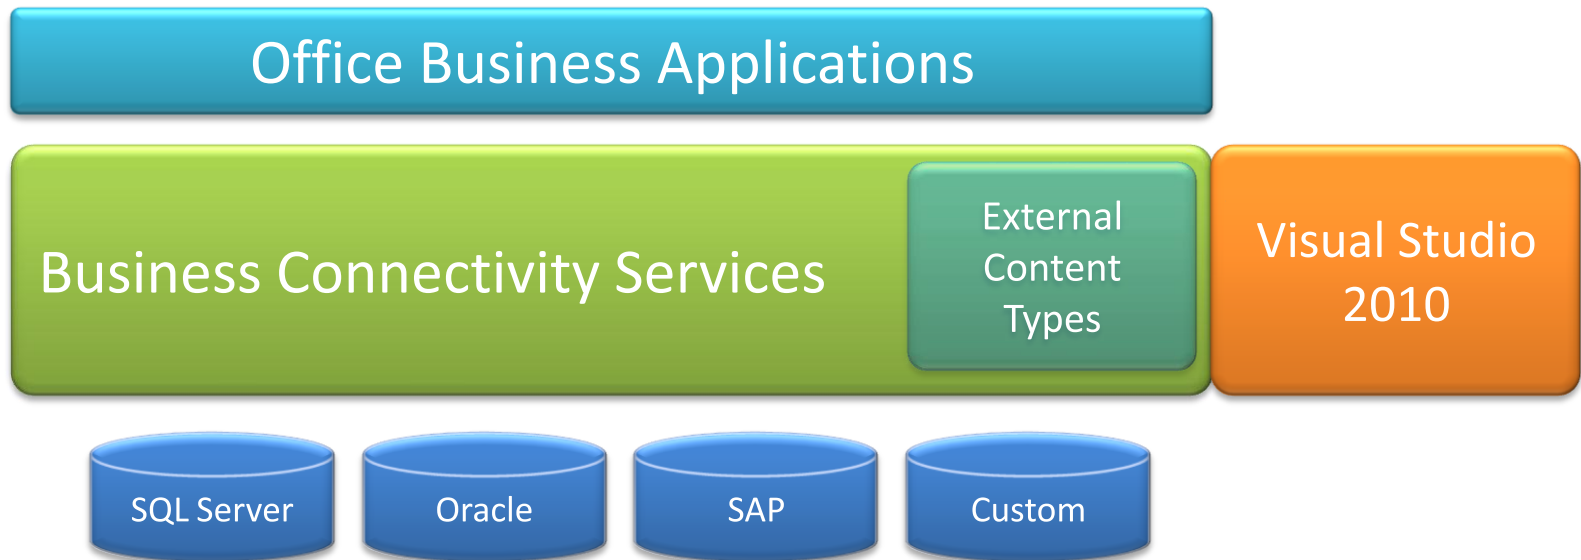 Office Business Applications
Business Connectivity Services
External
Content
Types
Visual Studio
2010
SQL Server
Oracle
SAP
Custom